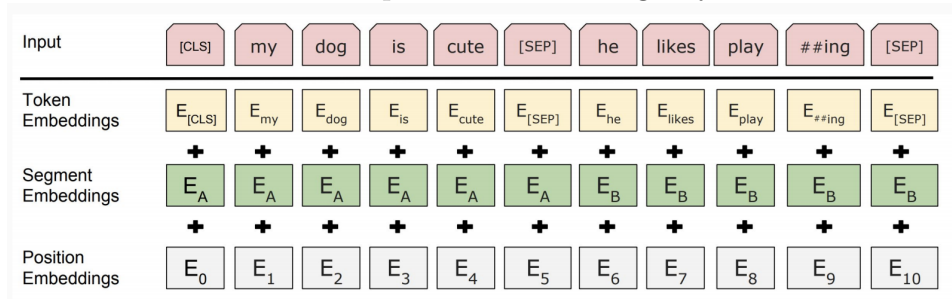 Input [CLS] my dog is cute [SEP] he likes play ##ing [SEP]
Token
Embeddings E[CLS] Emy Edog Eis Ecute E[SEP] Ehe Elikes Eplay E##ing E[SEP]
+ + + + + + + + + + +
Segment
Embeddings EA EA EA EA EA EA EB EB EB EB EB
+ + + + + + + + + + +
Position
Embeddings E0 E1 E2 E3 E4 E5 E6 E7 E8 E9 E10